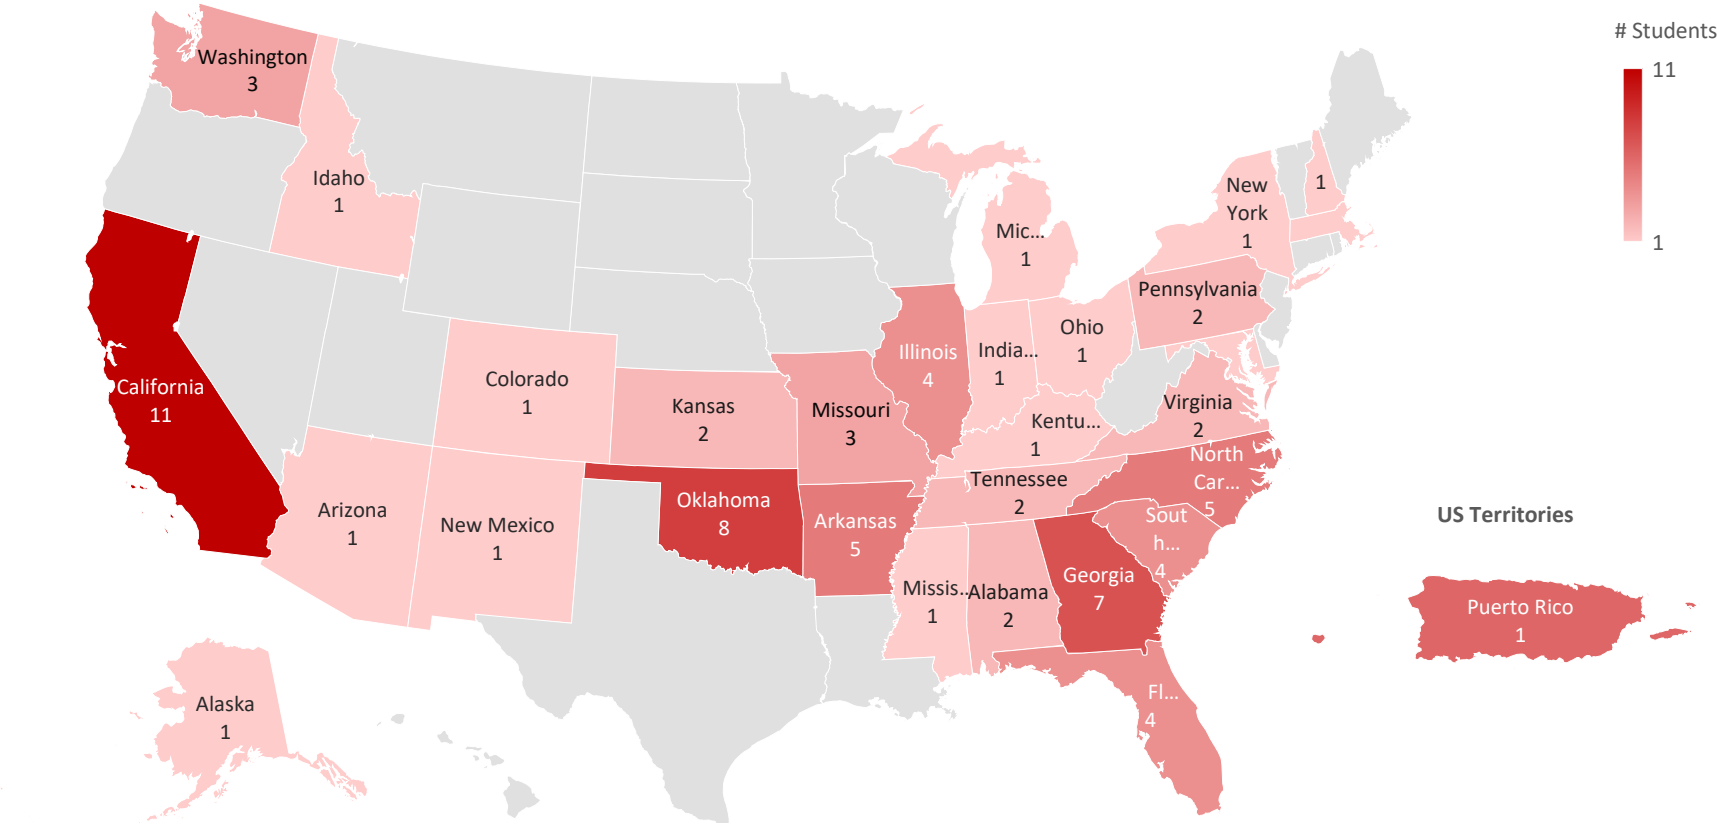 # Students
11
1
Washington
3
Idaho
1
New
York
1
1
Mic...
1
Pennsylvania
2
Ohio
1
Illinois
4
India...
1
California
11
Colorado
1
Kansas
2
Missouri
3
Virginia
2
Kentu...
1
North
Car...
5
Tennessee
2
Oklahoma
8
Arkansas
5
Arizona
1
New Mexico
1
Sout
h...
4
US Territories
Georgia
7
Missis...
1
Alabama
2
Puerto Rico
1
Alaska
1
Fl...
4